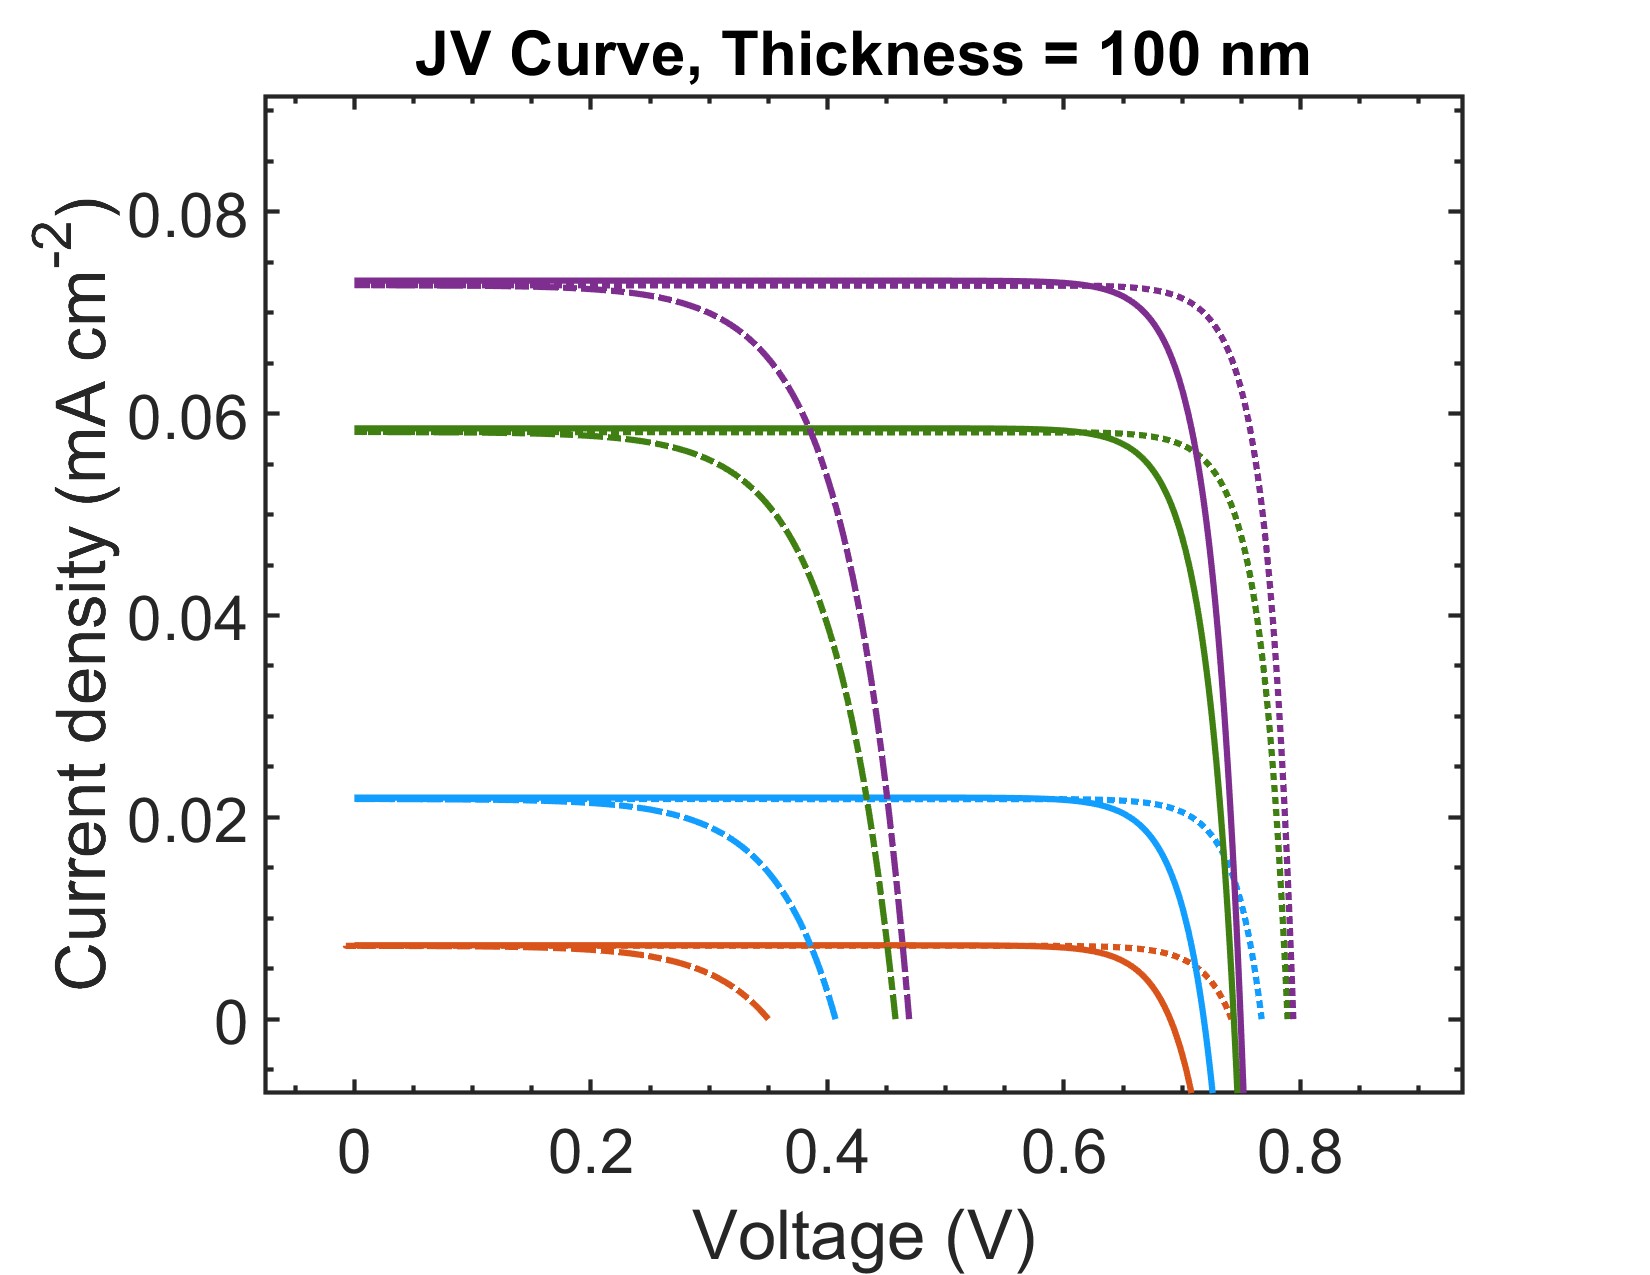 JV Curve, Thickness = 100 nm
Current density (mA cm⁻²)
0.08
0.06
0.04
0.02
0
0 0.2 0.4 0.6 0.8
Voltage (V)